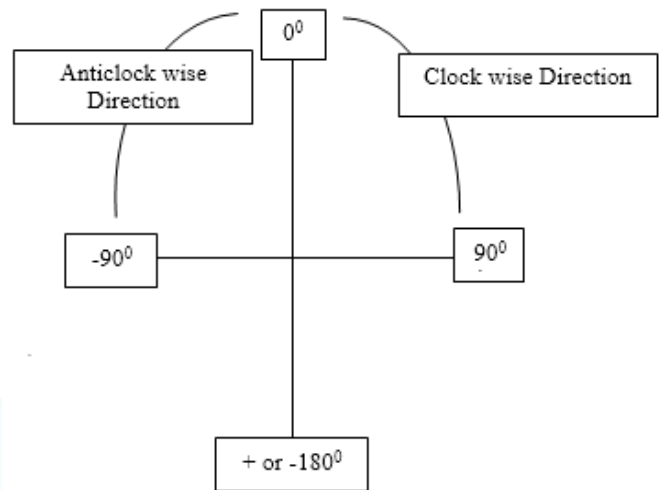 0⁰
Anticlock wise
Direction
Clock wise Direction
-90⁰
90⁰
+ or -180⁰